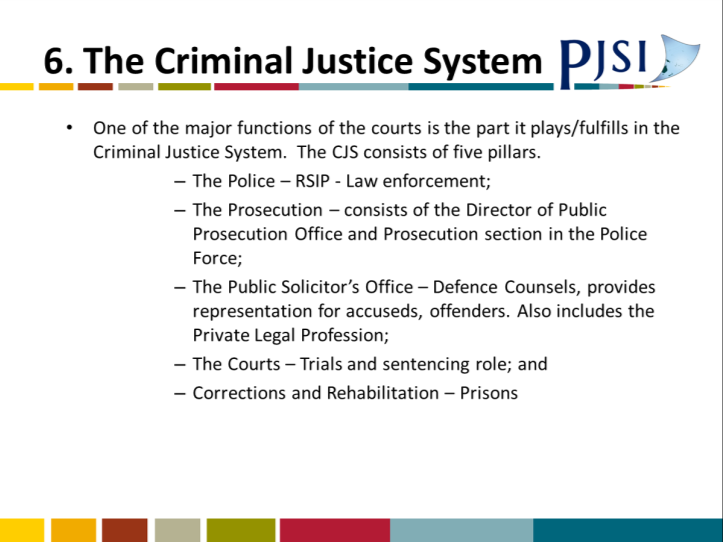 6. The Criminal Justice System
PJSI
• One of the major functions of the courts is the part it plays/fulfills in the
Criminal Justice System.  The CJS consists of five pillars.
– The Police – RSIP - Law enforcement;
– The Prosecution – consists of the Director of Public
Prosecution Office and Prosecution section in the Police
Force;
– The Public Solicitor’s Office – Defence Counsels, provides
representation for accuseds, offenders. Also includes the
Private Legal Profession;
– The Courts – Trials and sentencing role; and
– Corrections and Rehabilitation – Prisons